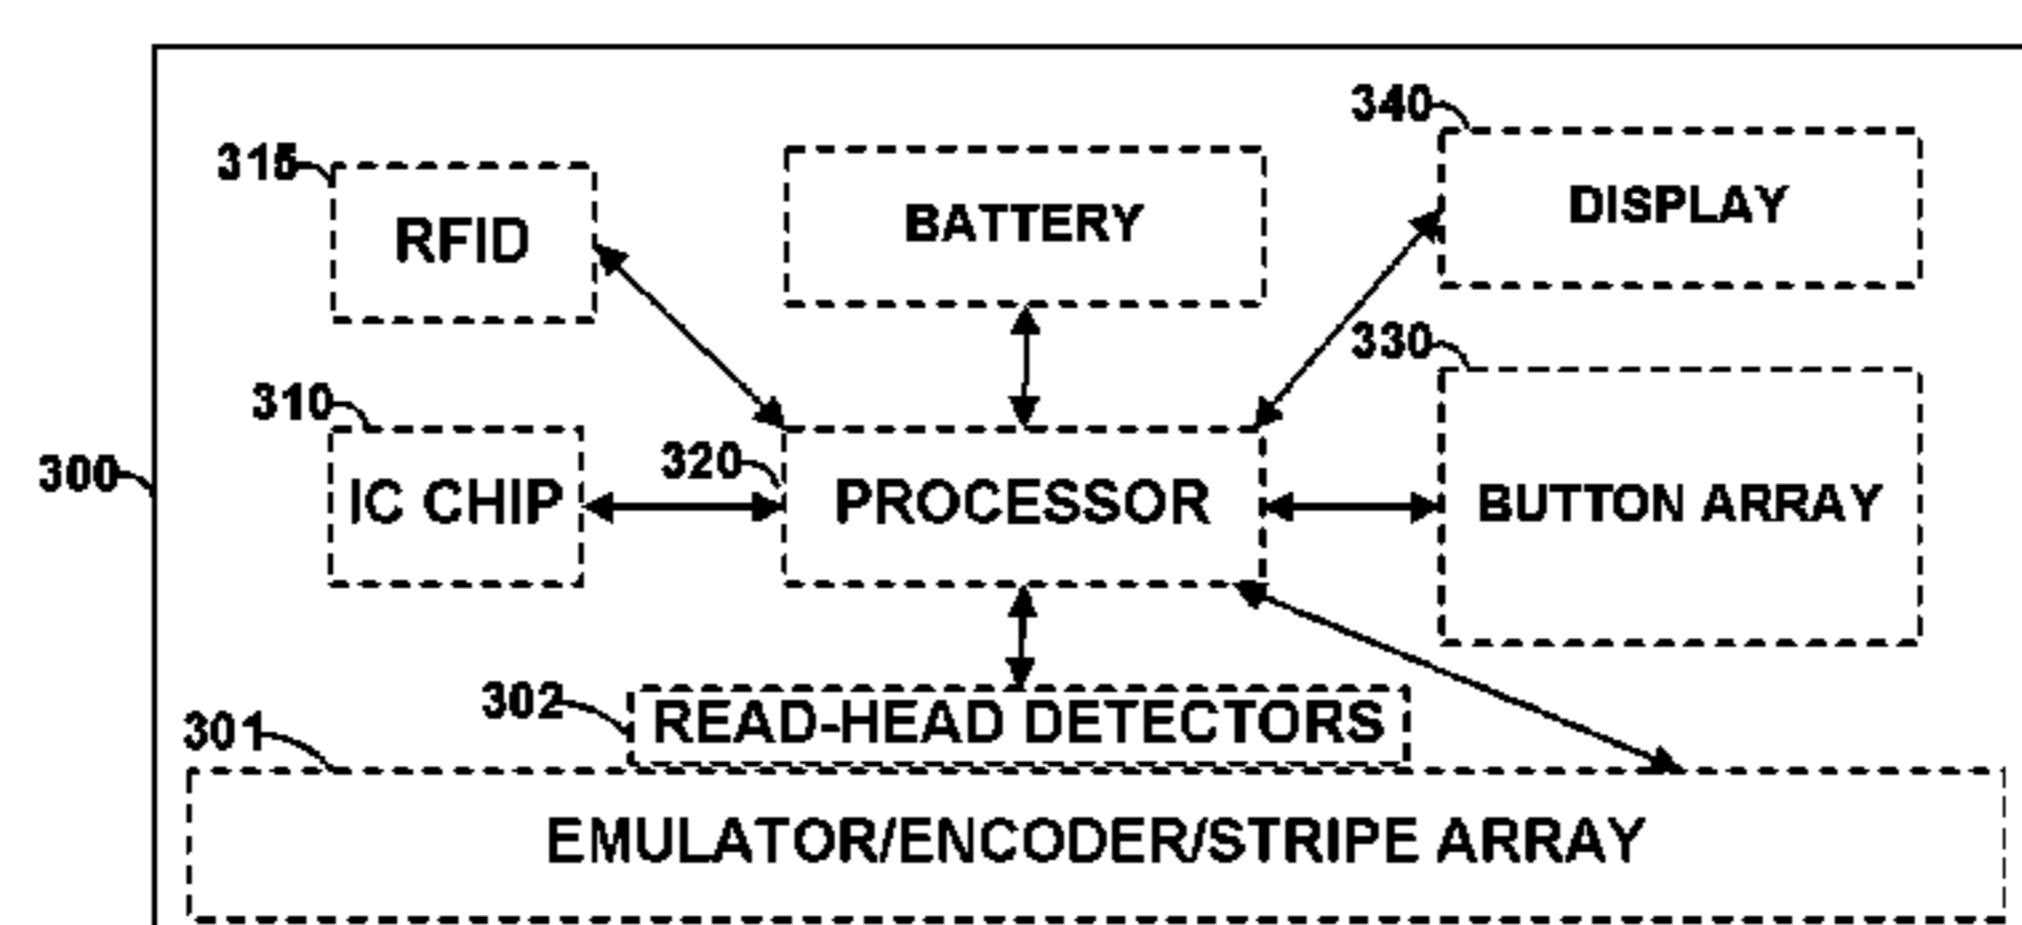 340
315
BATTERY
DISPLAY
RFID
330
310
320
300
IC CHIP
PROCESSOR
BUTTON ARRAY
302
READ-HEAD DETECTORS
301
EMULATOR/ENCODER/STRIPE ARRAY